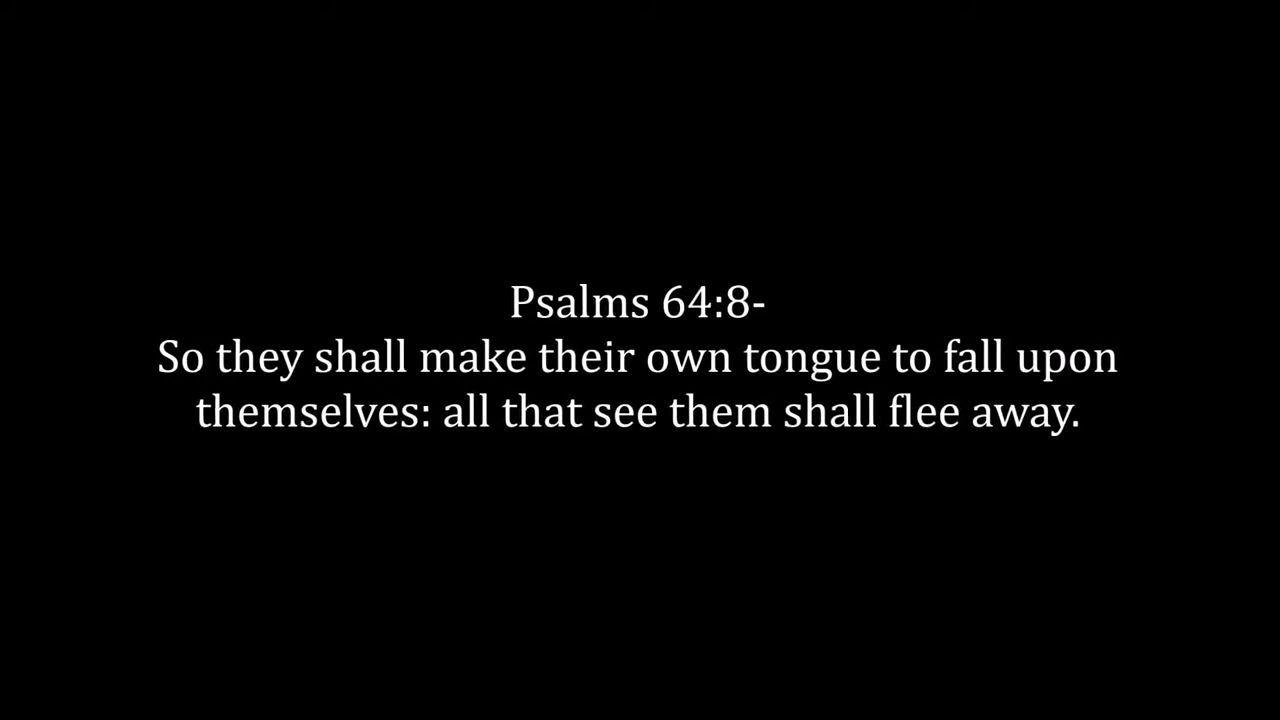 Psalms 64:8-
So they shall make their own tongue to fall upon
themselves: all that see them shall flee away.